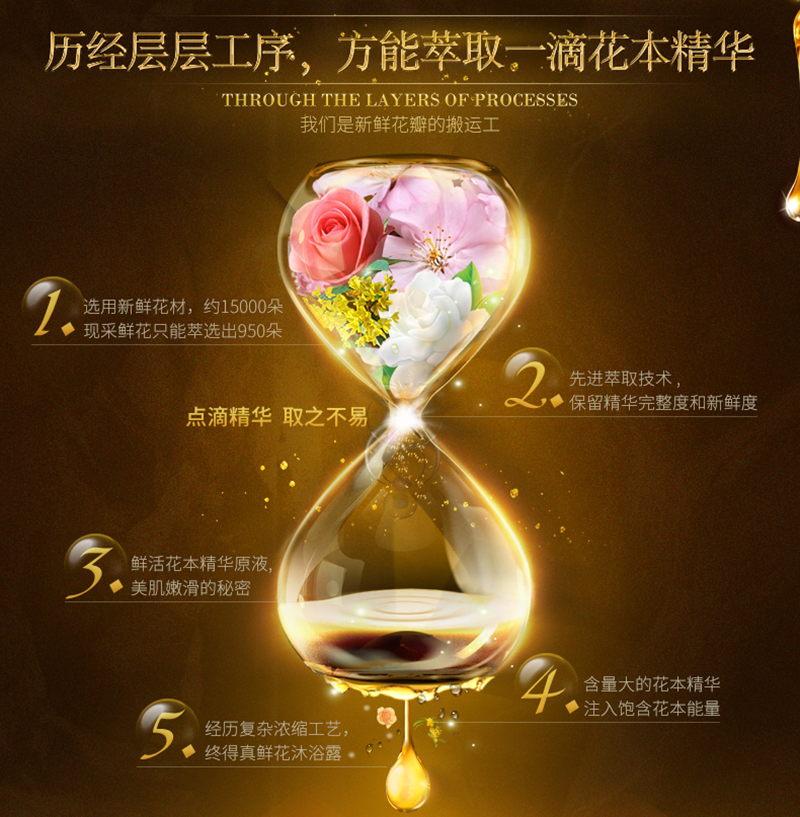 历经层层工序，方能萃取一滴花本精华
THROUGH THE LAYERS OF PROCESSES
我们是新鲜花瓣的搬运工
1.
选用新鲜花材，约15000朵
现采鲜花只能萃选出950朵
2.
先进萃取技术，
保留精华完整度和新鲜度
点滴精华 取之不易
3.
鲜活花本精华原液,
美肌嫩滑的秘密
4.
含量大的花本精华
注入饱含花本能量
5.
经历复杂浓缩工艺，
终得真鲜花沐浴露